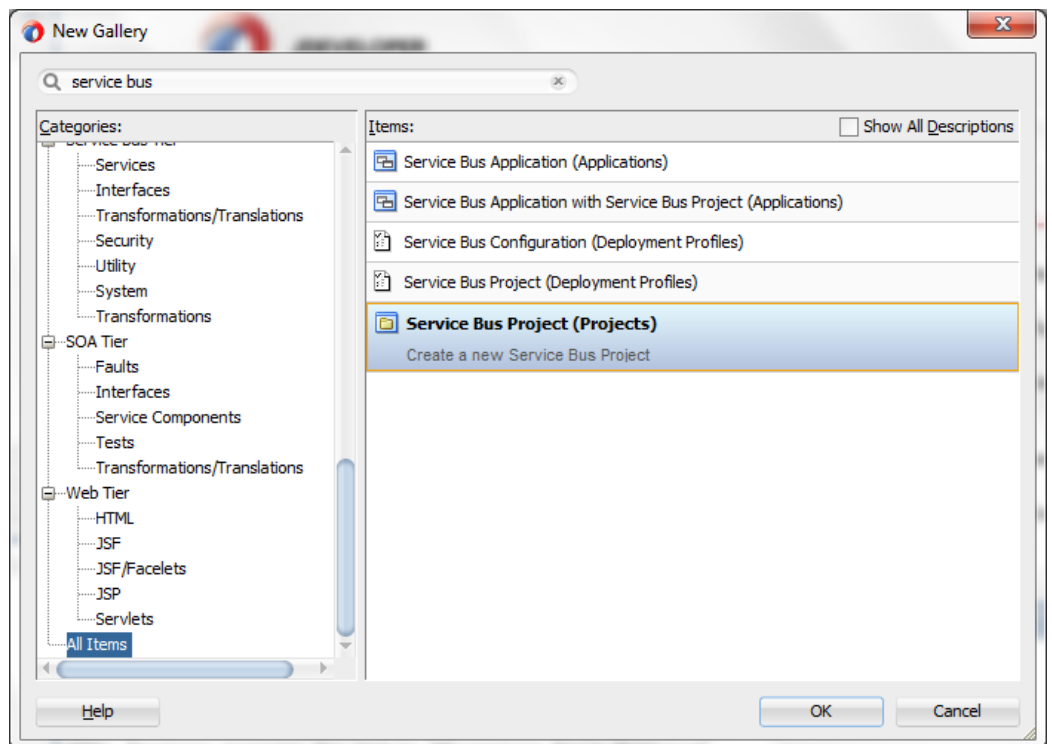 New Gallery
service bus
Categories:
Service Bus Tier
Services
Interfaces
Transformations/Translations
Security
Utility
System
Transformations
SOA Tier
Faults
Interfaces
Service Components
Tests
Transformations/Translations
Web Tier
HTML
JSF
JSF/Facelets
JSP
Servlets
All Items
Items:
Show All Descriptions
Service Bus Application (Applications)
Service Bus Application with Service Bus Project (Applications)
Service Bus Configuration (Deployment Profiles)
Service Bus Project (Deployment Profiles)
Service Bus Project (Projects)
Create a new Service Bus Project
Help
OK
Cancel